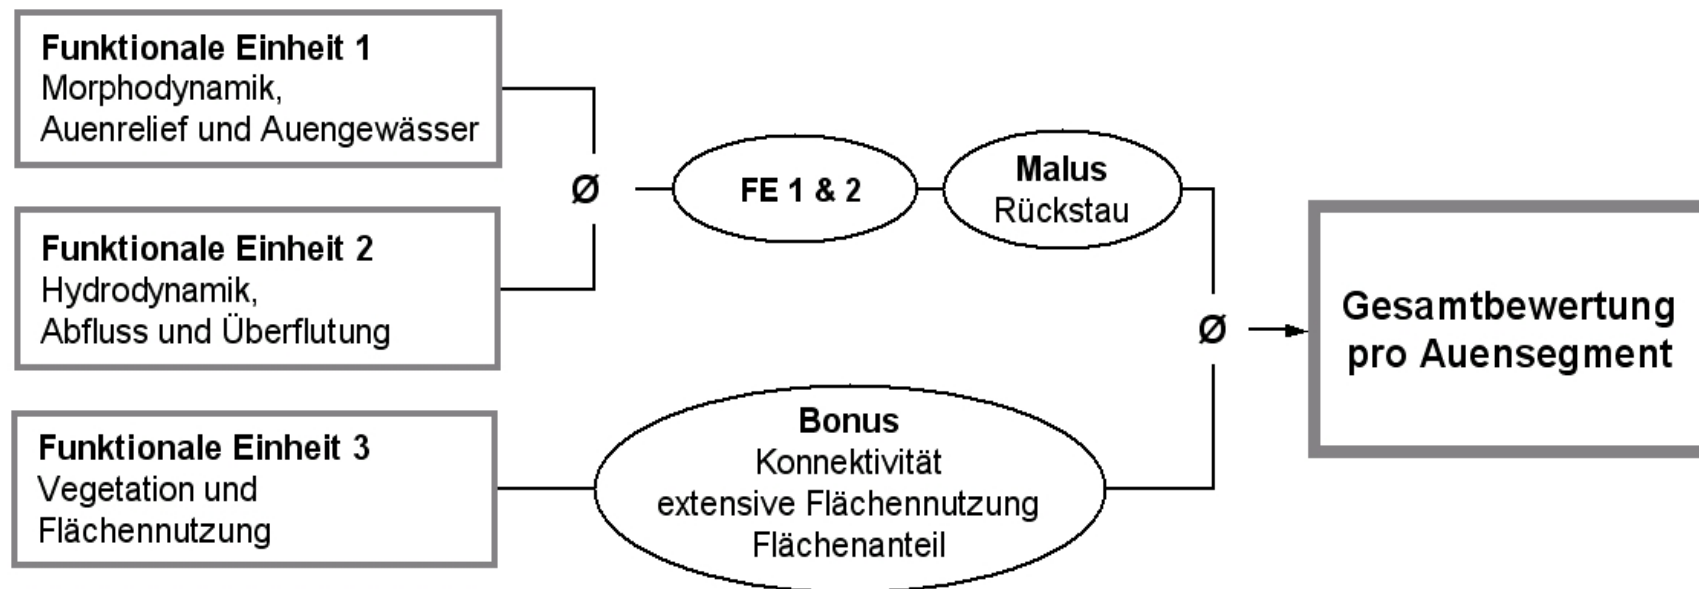 Funktionale Einheit 1
Morphodynamik,
Auenrelief und Auengewässer
Ø
FE 1 & 2
Malus
Rückstau
Funktionale Einheit 2
Hydrodynamik,
Abfluss und Überflutung
Ø
Gesamtbewertung
pro Auensegment
Funktionale Einheit 3
Vegetation und
Flächennutzung
Bonus
Konnektivität
extensive Flächennutzung
Flächenanteil